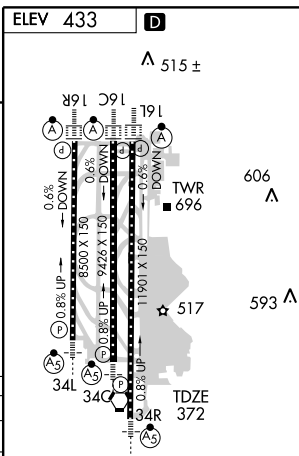 ELEV 433
D
515 ±
16R
16C
16L
A
A
A
P
P
P
0.6% DOWN
0.6% DOWN
0.6% DOWN
TWR
696
606
8500 X 150
9426 X 150
11901 X 150
0.8% UP
0.8% UP
0.8% UP
517
593
P
P
P
A5
A5
34L
34C
34R
TDZE
372
A5